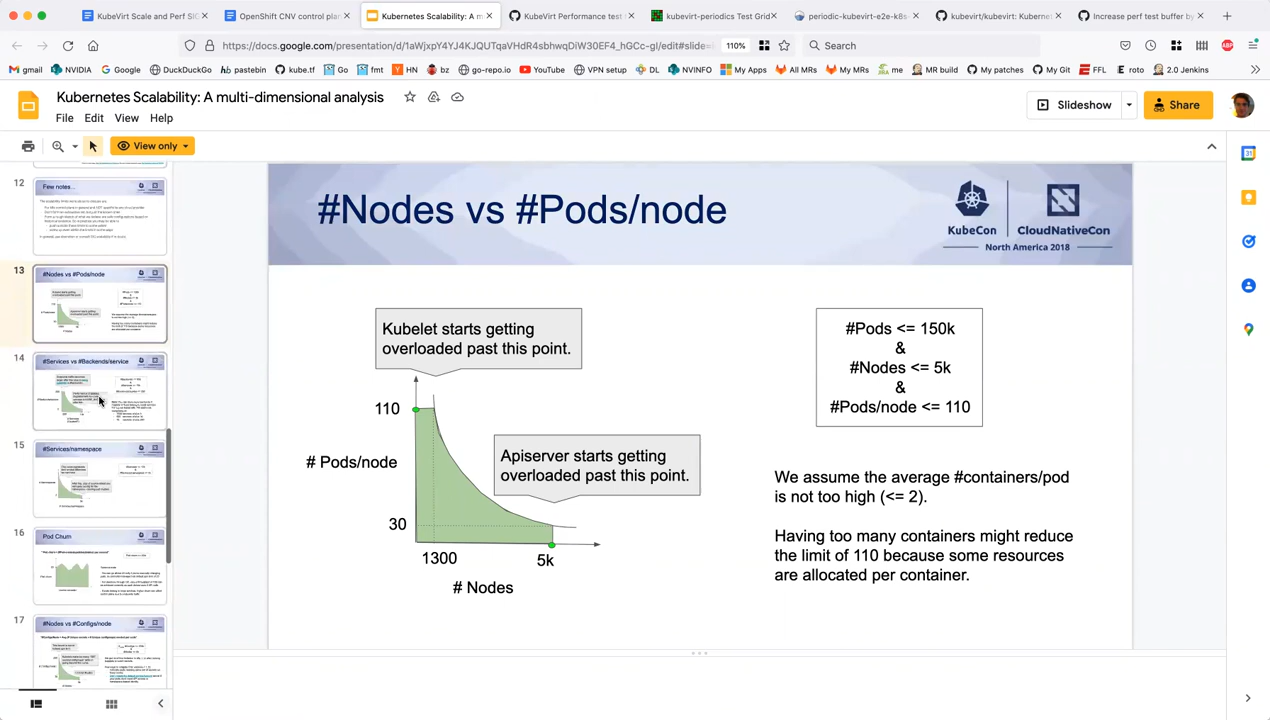 KubeVirt Scale and Perf SIG
OpenShift CNV control plan
Kubernetes Scalability: A m
KubeVirt Performance test
kubevirt-periodics Test Grid
periodic-kubevirt-e2e-k8s-
kubevirt/kubevirt: Kubernet
Increase perf test buffer by
https://docs.google.com/presentation/d/1aWjxpY4YJ4KJQUTqaVHdR4sbhwqDiW30EF4_hGCc-gI/edit#slide=
110%
Search
gmail
NVIDIA
Google
DuckDuckGo
pastebin
kube.tf
Go
fmt
HN
bz
go-repo.io
YouTube
VPN setup
DL
NVINFO
My Apps
All MRs
My MRs
me
MR build
My patches
My Git
FFL
roto
2.0 Jenkins
Kubernetes Scalability: A multi-dimensional analysis
File Edit View Help
Slideshow
Share
View only
12
Few notes...
13
#Nodes vs #Pods/node
14
#Services vs #Backends/service
15
#Services/namespace
16
Pod Churn
17
#Nodes vs #Configs/node
#Nodes vs #Pods/node
KubeCon
CloudNativeCon
North America 2018
Kubelet starts getting
overloaded past this point.
110
# Pods/node
Apiserver starts getting
overloaded past this point.
30
1300
5k
# Nodes
#Pods <= 150k
&
#Nodes <= 5k
&
#Pods/node <= 110
We assume the average #containers/pod
is not too high (<= 2).
Having too many containers might reduce
the limit of 110 because some resources
are allocated per container.